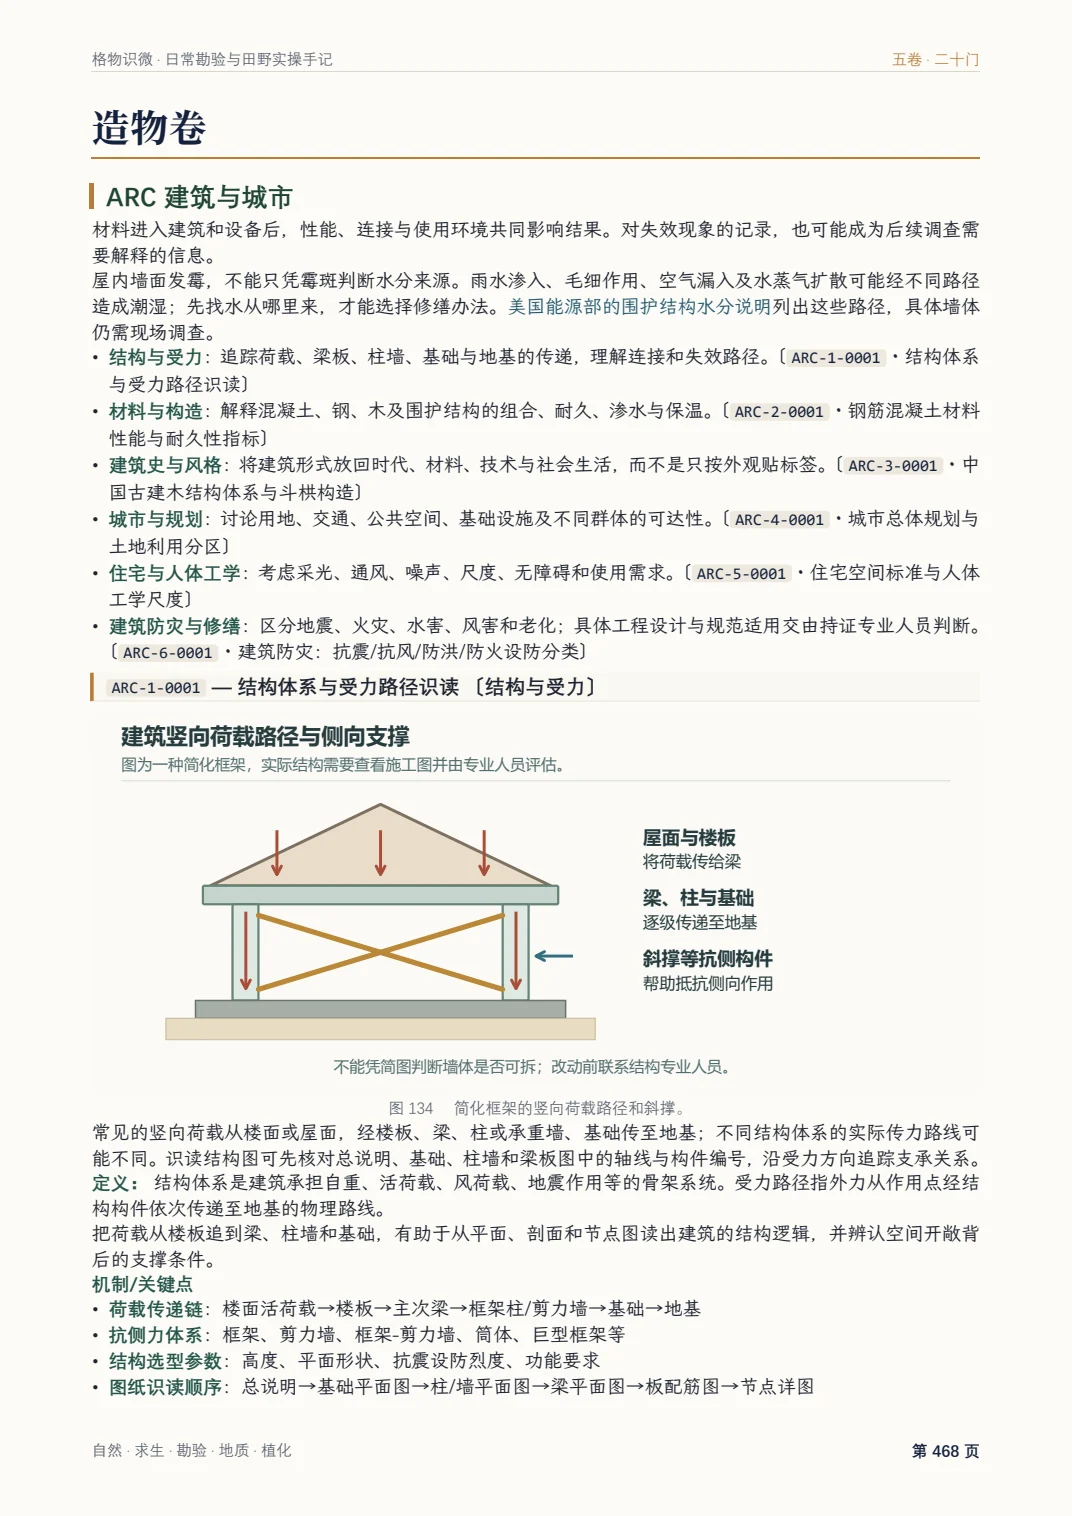 格物识微 · 日常勘验与田野实操手记
五卷 · 二十门
造物卷
ARC 建筑与城市
材料进入建筑和设备后，性能、连接与使用环境共同影响结果。对失效现象的记录，也可能成为后续调查需
要解释的信息。
屋内墙面发霉，不能只凭霉斑判断水分来源。雨水渗入、毛细作用、空气漏入及水蒸气扩散可能经不同路径
造成潮湿；先找水从哪里来，才能选择修缮办法。美国能源部的围护结构水分说明列出这些路径，具体墙体
仍需现场调查。
• 结构与受力：追踪荷载、梁板、柱墙、基础与地基的传递，理解连接和失效路径。〔ARC-1-0001・结构体系
与受力路径识读〕
• 材料与构造：解释混凝土、钢、木及围护结构的组合、耐久、渗水与保温。〔ARC-2-0001・钢筋混凝土材料
性能与耐久性指标〕
• 建筑史与风格：将建筑形式放回时代、材料、技术与社会生活，而不是只按外观贴标签。〔ARC-3-0001・中
国古建木结构体系与斗栱构造〕
• 城市与规划：讨论用地、交通、公共空间、基础设施及不同群体的可达性。〔ARC-4-0001・城市总体规划与
土地利用分区〕
• 住宅与人体工学：考虑采光、通风、噪声、尺度、无障碍和使用需求。〔ARC-5-0001・住宅空间标准与人体
工学尺度〕
• 建筑防灾与修缮：区分地震、火灾、水害、风害和老化；具体工程设计与规范适用交由持证专业人员判断。
〔ARC-6-0001・建筑防灾：抗震/抗风/防洪/防火设防分类〕
ARC-1-0001 — 结构体系与受力路径识读 〔结构与受力〕
建筑竖向荷载路径与侧向支撑
图为一种简化框架，实际结构需要查看施工图并由专业人员评估。
屋面与楼板
将荷载传给梁
梁、柱与基础
逐级传递至地基
斜撑等抗侧构件
帮助抵抗侧向作用
不能凭简图判断墙体是否可拆；改动前联系结构专业人员。
图 134 简化框架的竖向荷载路径和斜撑。
常见的竖向荷载从楼面或屋面，经楼板、梁、柱或承重墙、基础传至地基；不同结构体系的实际传力路线可
能不同。识读结构图可先核对总说明、基础、柱墙和梁板图中的轴线与构件编号，沿受力方向追踪支承关系。
定义： 结构体系是建筑承担自重、活荷载、风荷载、地震作用等的骨架系统。受力路径指外力从作用点经结
构构件依次传递至地基的物理路线。
把荷载从楼板追到梁、柱墙和基础，有助于从平面、剖面和节点图读出建筑的结构逻辑，并辨认空间开敞背
后的支撑条件。
机制/关键点
• 荷载传递链：楼面活荷载→楼板→主次梁→框架柱/剪力墙→基础→地基
• 抗侧力体系：框架、剪力墙、框架-剪力墙、筒体、巨型框架等
• 结构选型参数：高度、平面形状、抗震设防烈度、功能要求
• 图纸识读顺序：总说明→基础平面图→柱/墙平面图→梁平面图→板配筋图→节点详图
自然 · 求生 · 勘验 · 地质 · 植化
第 468 页